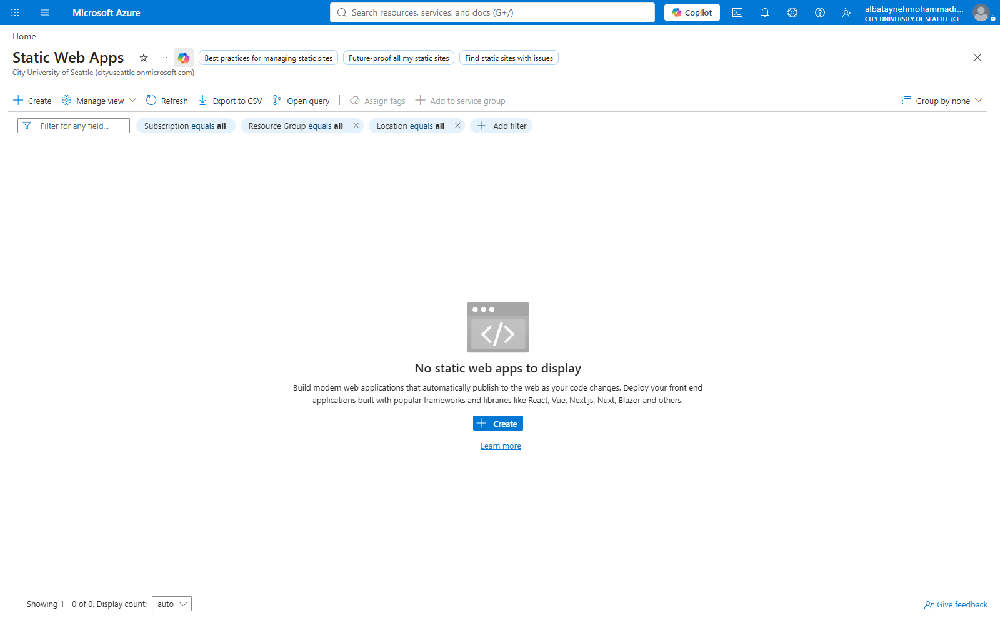 Microsoft Azure
Search resources, services, and docs (G+/)
Copilot
albataynehmohammadr...
CITY UNIVERSITY OF SEATTLE (CI...
Home
Static Web Apps
Best practices for managing static sites
Future-proof all my static sites
Find static sites with issues
City University of Seattle (cityuseattle.onmicrosoft.com)
Create
Manage view
Refresh
Export to CSV
Open query
Assign tags
Add to service group
Group by none
Filter for any field...
Subscription equals all
Resource Group equals all
Location equals all
Add filter
No static web apps to display
Build modern web applications that automatically publish to the web as your code changes. Deploy your front end
applications built with popular frameworks and libraries like React, Vue, Next.js, Nuxt, Blazor and others.
Create
Learn more
Showing 1 - 0 of 0. Display count:
auto
Give feedback